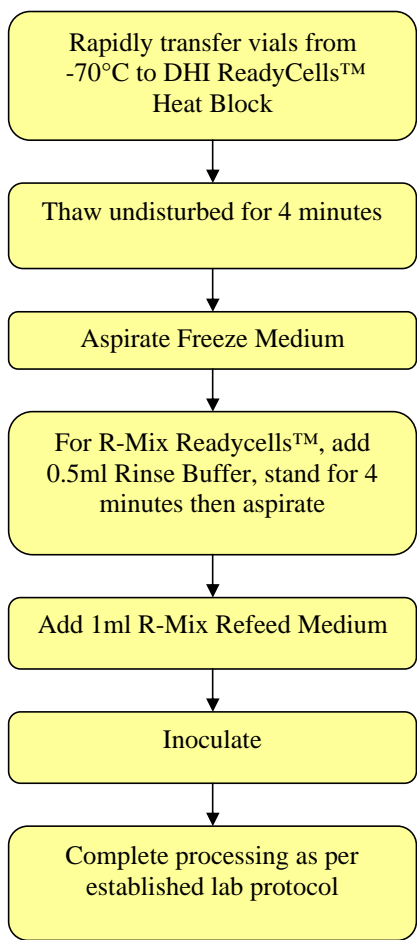 Rapidly transfer vials from
-70°C to DHI ReadyCells™
Heat Block
Thaw undisturbed for 4 minutes
Aspirate Freeze Medium
For R-Mix Readycells™, add
0.5ml Rinse Buffer, stand for 4
minutes then aspirate
Add 1ml R-Mix Refeed Medium
Inoculate
Complete processing as per
established lab protocol